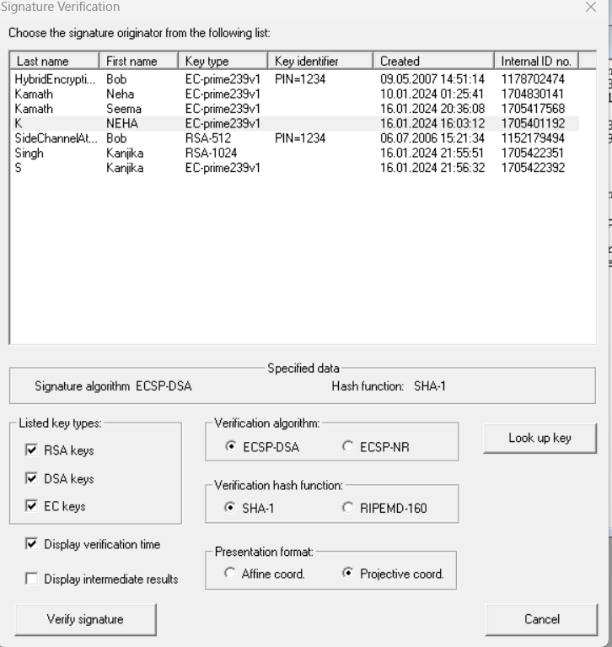 Signature Verification
Choose the signature originator from the following list:
Last name First name Key type Key identifier Created Internal ID no.
HybridEncrypti... Bob EC-prime239v1 PIN=1234 09.05.2007 14:51:14 1178702474
Kamath Neha EC-prime239v1 10.01.2024 01:25:41 1704830141
Kamath Seema EC-prime239v1 16.01.2024 20:36:08 1705417568
K NEHA EC-prime239v1 16.01.2024 16:03:12 1705401192
SideChannelAt... Bob RSA-512 PIN=1234 06.07.2006 15:21:34 1152179494
Singh Kanjika RSA-1024 16.01.2024 21:55:51 1705422351
S Kanjika EC-prime239v1 16.01.2024 21:56:32 1705422392
Specified data
Signature algorithm ECSP-DSA Hash function: SHA-1
Listed key types:
RSA keys
DSA keys
EC keys
Verification algorithm:
ECSP-DSA ECSP-NR
Look up key
Verification hash function:
SHA-1 RIPEMD-160
Display verification time
Display intermediate results
Presentation format:
Affine coord. Projective coord.
Verify signature
Cancel